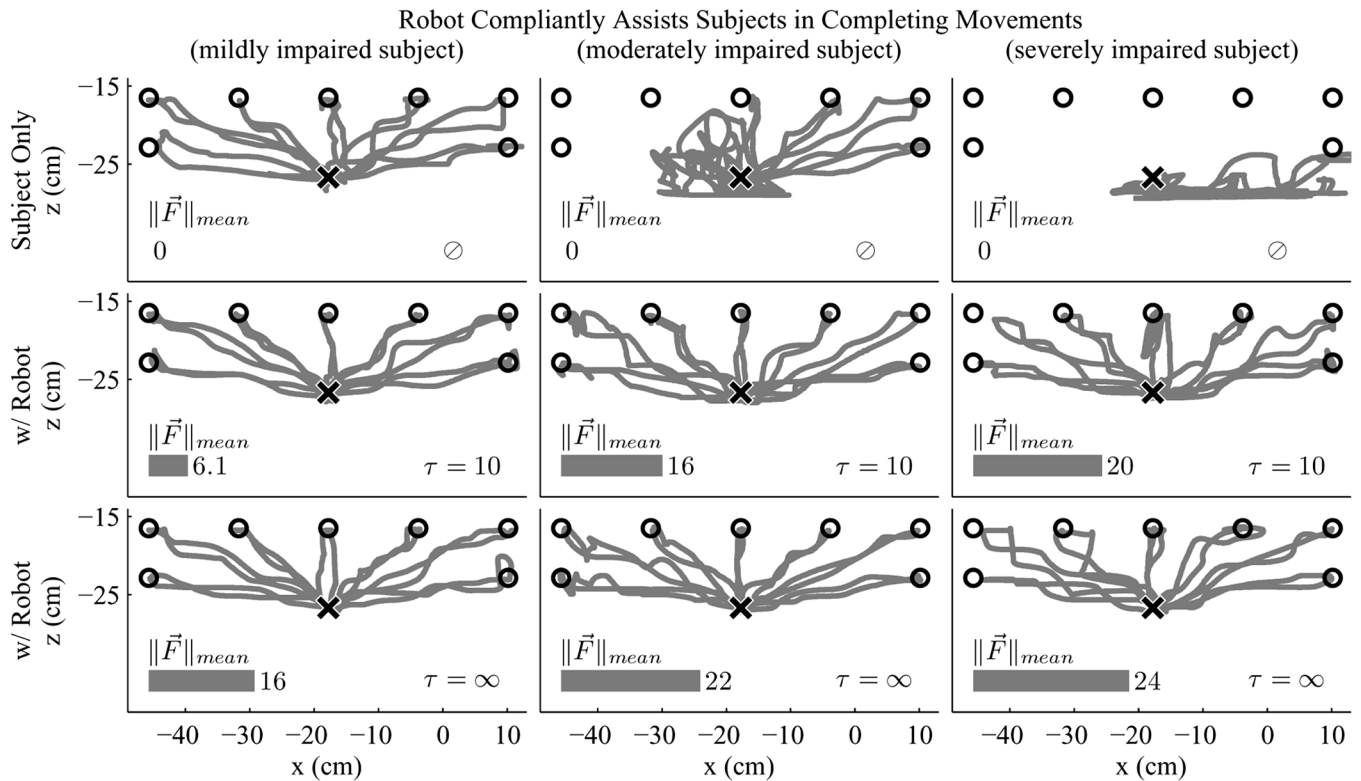 Robot Compliantly Assists Subjects in Completing Movements
(mildly impaired subject) (moderately impaired subject) (severely impaired subject)
Subject Only
z (cm)
−15
−25
‖F⃗‖mean
0 ⊘
‖F⃗‖mean
0 ⊘
‖F⃗‖mean
0 ⊘
w/ Robot
z (cm)
−15
−25
‖F⃗‖mean
6.1 τ = 10
‖F⃗‖mean
16 τ = 10
‖F⃗‖mean
20 τ = 10
w/ Robot
z (cm)
−15
−25
‖F⃗‖mean
16 τ = ∞
‖F⃗‖mean
22 τ = ∞
‖F⃗‖mean
24 τ = ∞
−40 −30 −20 −10 0 10
x (cm)
−40 −30 −20 −10 0 10
x (cm)
−40 −30 −20 −10 0 10
x (cm)